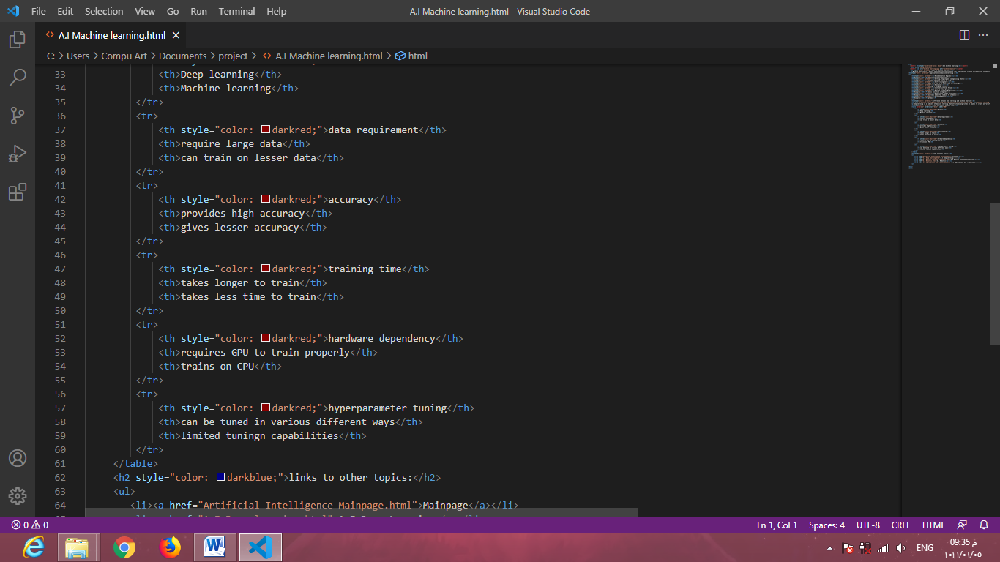 File Edit Selection View Go Run Terminal Help A.I Machine learning.html - Visual Studio Code
A.I Machine learning.html
C: > Users > Compu Art > Documents > project > A.I Machine learning.html > html
33 <th>Deep learning</th>
34 <th>Machine learning</th>
35 </tr>
36 <tr>
37 <th style="color: darkred;">data requirement</th>
38 <th>require large data</th>
39 <th>can train on lesser data</th>
40 </tr>
41 <tr>
42 <th style="color: darkred;">accuracy</th>
43 <th>provides high accuracy</th>
44 <th>gives lesser accuracy</th>
45 </tr>
46 <tr>
47 <th style="color: darkred;">training time</th>
48 <th>takes longer to train</th>
49 <th>takes less time to train</th>
50 </tr>
51 <tr>
52 <th style="color: darkred;">hardware dependency</th>
53 <th>requires GPU to train properly</th>
54 <th>trains on CPU</th>
55 </tr>
56 <tr>
57 <th style="color: darkred;">hyperparameter tuning</th>
58 <th>can be tuned in various different ways</th>
59 <th>limited tuningn capabilities</th>
60 </tr>
61 </table>
62 <h2 style="color: darkblue;">links to other topics:</h2>
63 <ul>
64 <li><a href="Artificial Intelligence Mainpage.html">Mainpage</a></li>
0 0 Ln 1, Col 1 Spaces: 4 UTF-8 CRLF HTML
ENG 09:35 م
٢٠٢١/٠٦/٠٥